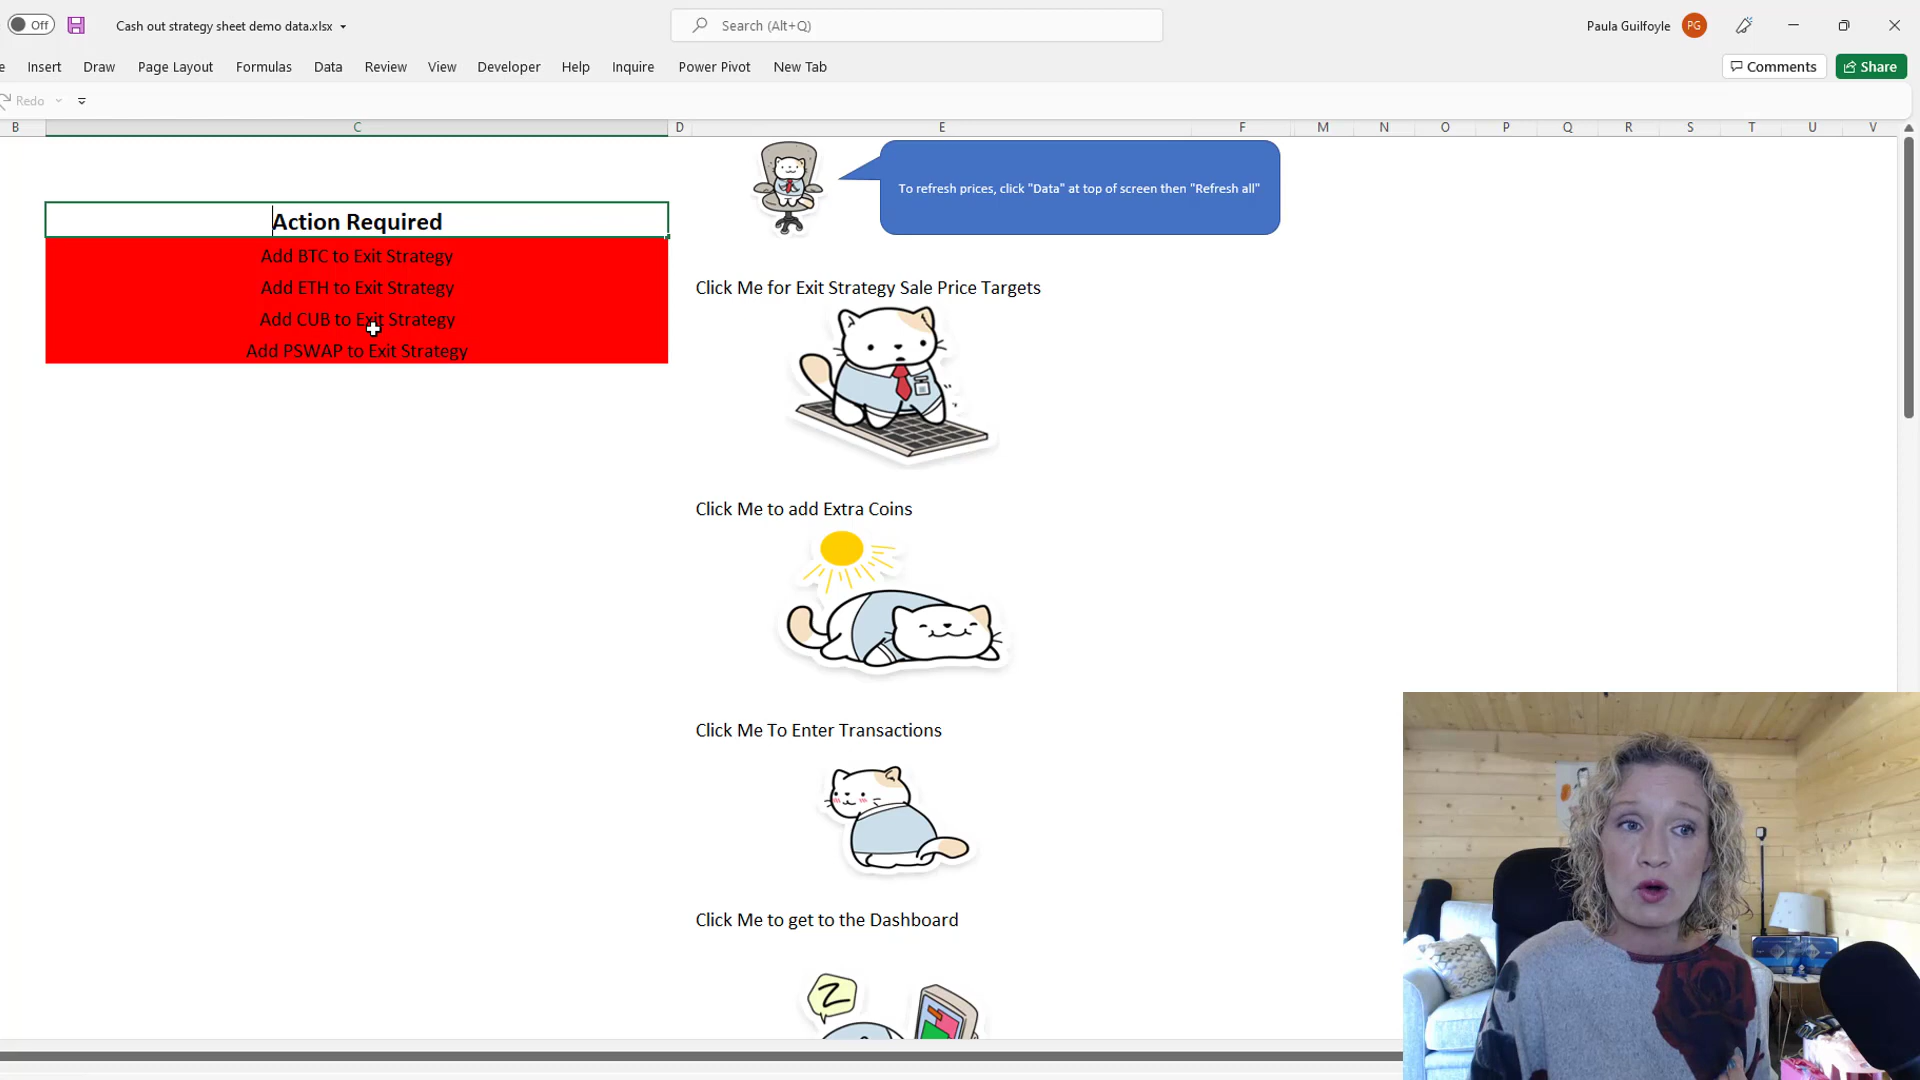 Off
Cash out strategy sheet demo data.xlsx
Search (Alt+Q)
Paula Guilfoyle
PG
Insert
Draw
Page Layout
Formulas
Data
Review
View
Developer
Help
Inquire
Power Pivot
New Tab
Comments
Share
Redo
B
C
D
E
F
M
N
O
P
Q
R
S
T
U
V
To refresh prices, click "Data" at top of screen then "Refresh all"
Action Required
Add BTC to Exit Strategy
Add ETH to Exit Strategy
Add CUB to Exit Strategy
Add PSWAP to Exit Strategy
Click Me for Exit Strategy Sale Price Targets
Click Me to add Extra Coins
Click Me To Enter Transactions
Click Me to get to the Dashboard
Z